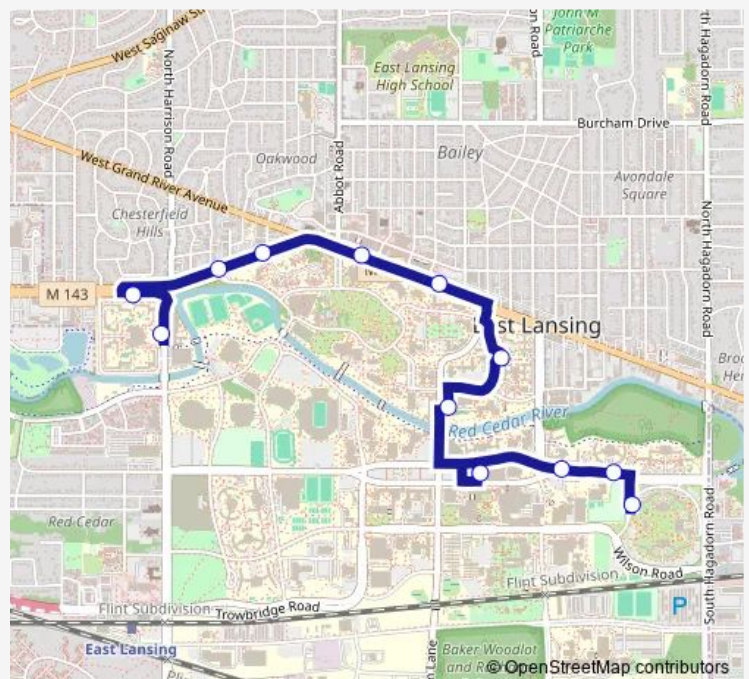 West Saginaw St
North Harrison Road
John M
Patriarche
Park
East Lansing
High School
Burcham Drive
Oakwood
Abbot Road
Bailey
West Grand River Avenue
Avondale
Square
Chesterfield
Hills
North Hagadorn Road
M 143
East Lansing
Red Cedar River
Red Cedar
South Hagadorn Road
Wilson Road
Flint Subdivision
Flint Subdivision
Trowbridge Road
P
East Lansing
Baker Woodlot
© OpenStreetMap contributors